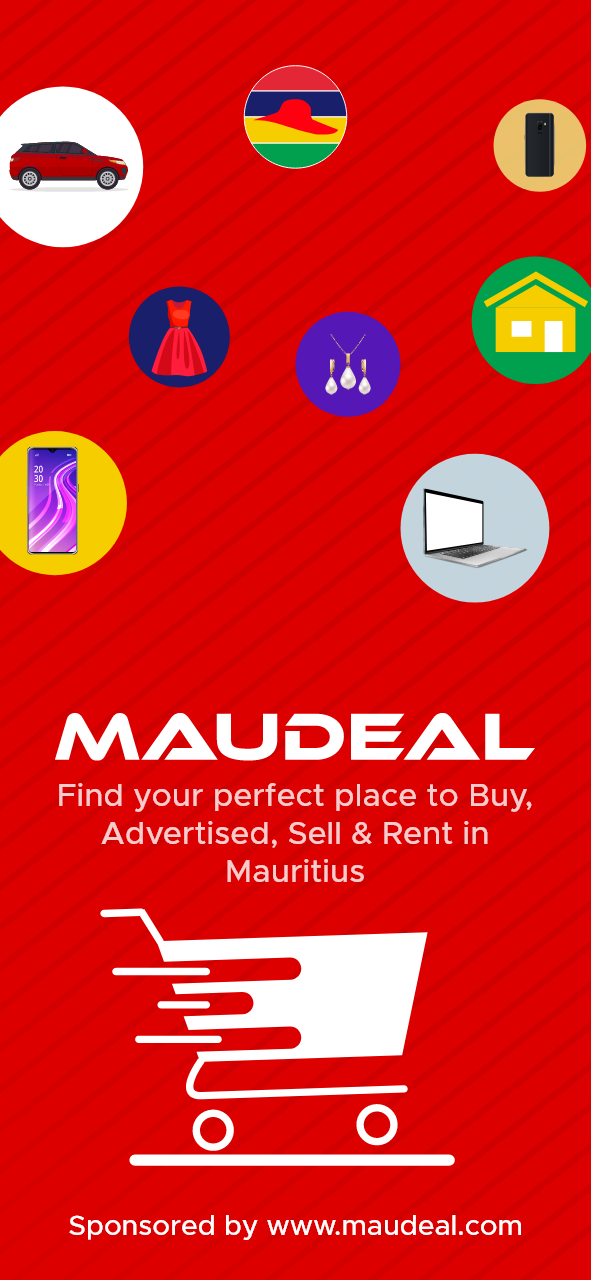 20
30
MAUDEAL
Find your perfect place to Buy,
Advertised, Sell & Rent in
Mauritius
Sponsored by www.maudeal.com